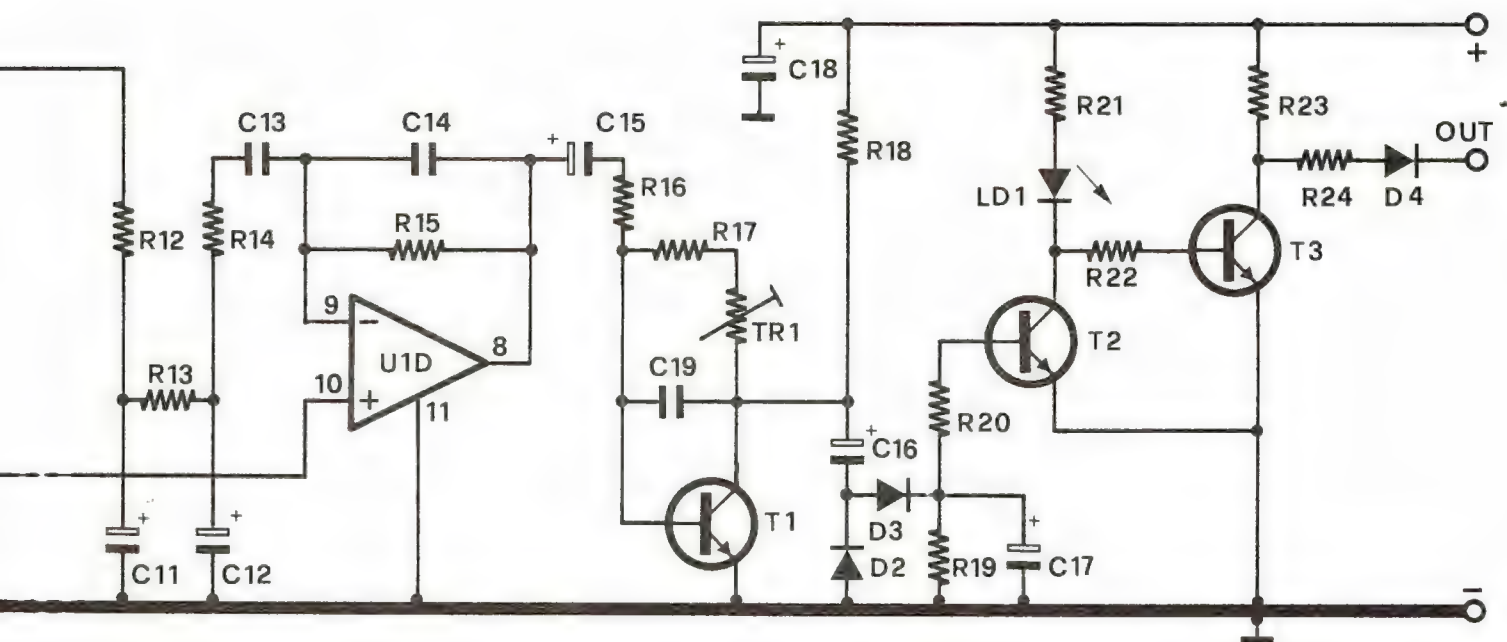 +
C18
+
C13
C14
+
C15
R21
R23
OUT
R18
R16
LD1
R24
D4
R12
R14
R15
R17
R22
T3
9
-
TR1
U1D
8
T2
R13
10
+
C19
11
R20
+
C16
+
+
T1
D3
+
C11
C12
D2
R19
C17
-